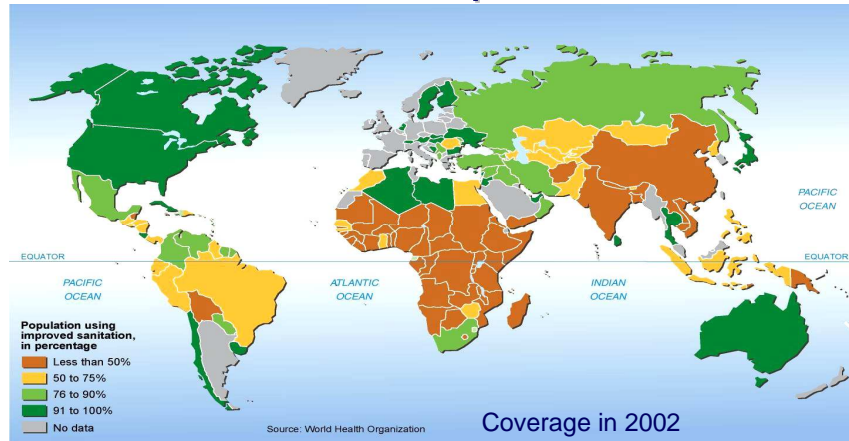 EQUATOR
EQUATOR
PACIFIC
OCEAN
PACIFIC
OCEAN
ATLANTIC
OCEAN
INDIAN
OCEAN
Population using
improved sanitation,
in percentage
Less than 50%
50 to 75%
76 to 90%
91 to 100%
No data
Source: World Health Organization
Coverage in 2002